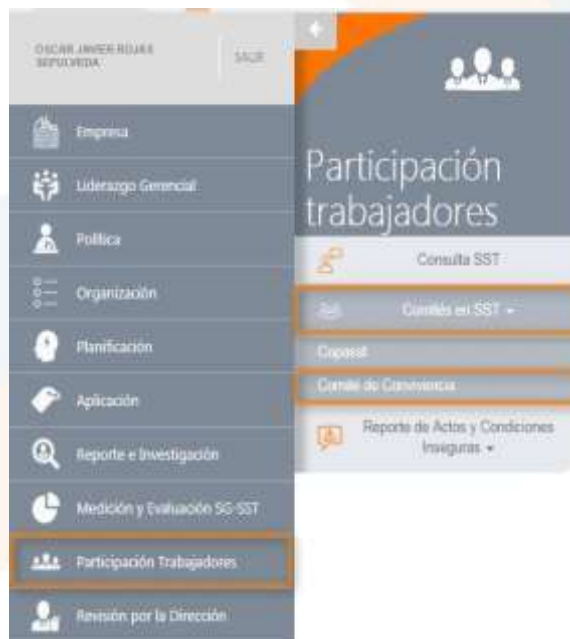 OSCAR JAVIER ROJAS
SEPULVEDA
SALIR
Empresa
Liderazgo Gerencial
Política
Organización
Planificación
Aplicación
Reporte e Investigación
Medición y Evaluación SG-SST
Participación Trabajadores
Revisión por la Dirección
Participación
trabajadores
Consulta SST
Comités en SST
Copasst
Comité de Convivencia
Reporte de Actos y Condiciones
Inseguras